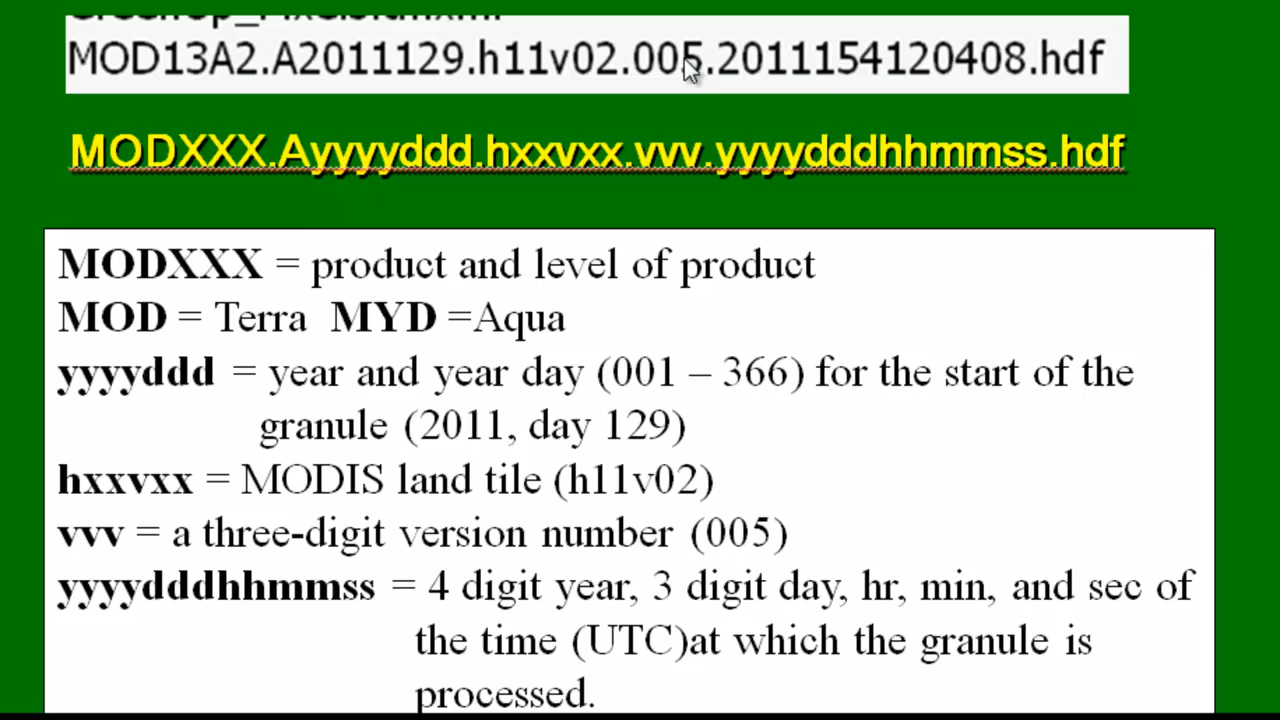 MOD13A2.A2011129.h11v02.005.2011154120408.hdf
MODXXX.Ayyyyddd.hxxvxx.vvv.yyyydddhhmmss.hdf
MODXXX = product and level of product
MOD = Terra MYD =Aqua
yyyyddd = year and year day (001 – 366) for the start of the
granule (2011, day 129)
hxxvxx = MODIS land tile (h11v02)
vvv = a three-digit version number (005)
yyyydddhhmmss = 4 digit year, 3 digit day, hr, min, and sec of
the time (UTC)at which the granule is
processed.